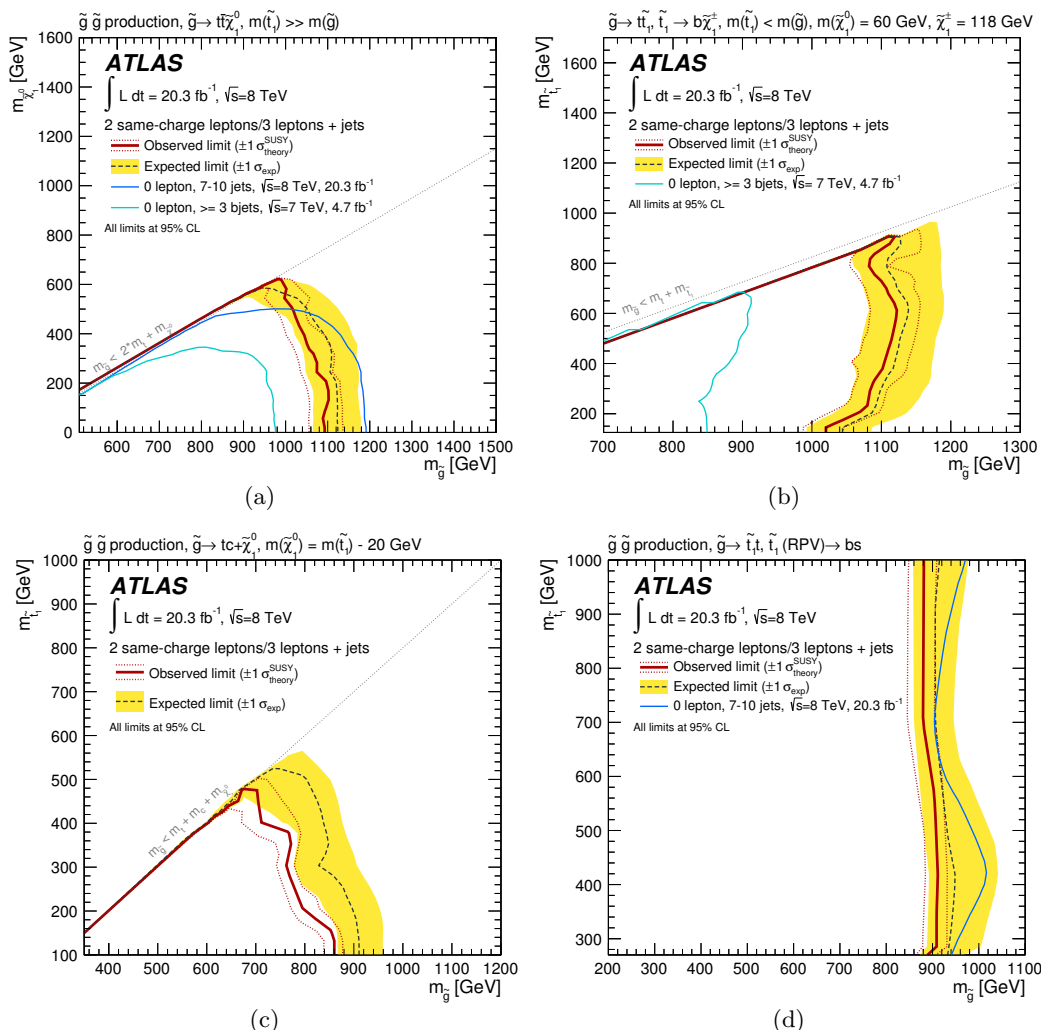 g̃ g̃ production, g̃→ tt̄χ̃₁⁰, m(t̃₁) >> m(g̃)
m_χ̃₁⁰ [GeV]
1600
1400
1200
1000
800
600
400
200
0
ATLAS
∫ L dt = 20.3 fb⁻¹, √s=8 TeV
2 same-charge leptons/3 leptons + jets
Observed limit (±1 σ^SUSY_theory)
Expected limit (±1 σ_exp)
0 lepton, 7-10 jets, √s=8 TeV, 20.3 fb⁻¹
0 lepton, >= 3 bjets, √s= 7 TeV, 4.7 fb⁻¹
All limits at 95% CL
m_g̃ < 2*m_t + m_χ̃₁⁰
600 700 800 900 1000 1100 1200 1300 1400 1500
m_g̃ [GeV]
(a)
g̃→ tt̃₁, t̃₁ → bχ̃₁±, m(t̃₁) < m(g̃), m(χ̃₁⁰) = 60 GeV, χ̃₁± = 118 GeV
m_t̃₁ [GeV]
1600
1400
1200
1000
800
600
400
200
ATLAS
∫ L dt = 20.3 fb⁻¹, √s=8 TeV
2 same-charge leptons/3 leptons + jets
Observed limit (±1 σ^SUSY_theory)
Expected limit (±1 σ_exp)
0 lepton, >= 3 bjets, √s= 7 TeV, 4.7 fb⁻¹
All limits at 95% CL
m_g̃ < m_t + m_t̃₁
700 800 900 1000 1100 1200 1300
m_g̃ [GeV]
(b)
g̃ g̃ production, g̃→ tc+χ̃₁⁰, m(χ̃₁⁰) = m(t̃₁) - 20 GeV
m_t̃₁ [GeV]
1000
900
800
700
600
500
400
300
200
100
ATLAS
∫ L dt = 20.3 fb⁻¹, √s=8 TeV
2 same-charge leptons/3 leptons + jets
Observed limit (±1 σ^SUSY_theory)
Expected limit (±1 σ_exp)
All limits at 95% CL
m_g̃ < m_t + m_c + m_χ̃₁⁰
400 500 600 700 800 900 1000 1100 1200
m_g̃ [GeV]
(c)
g̃ g̃ production, g̃→ t̃₁t, t̃₁ (RPV)→ bs
m_t̃₁ [GeV]
1000
900
800
700
600
500
400
300
ATLAS
∫ L dt = 20.3 fb⁻¹, √s=8 TeV
2 same-charge leptons/3 leptons + jets
Observed limit (±1 σ^SUSY_theory)
Expected limit (±1 σ_exp)
0 lepton, 7-10 jets, √s=8 TeV, 20.3 fb⁻¹
All limits at 95% CL
200 300 400 500 600 700 800 900 1000 1100
m_g̃ [GeV]
(d)